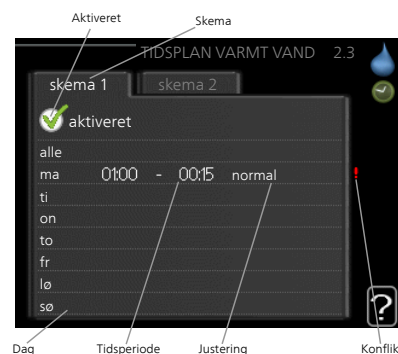 Aktiveret
Skema
TIDSPLAN VARMT VAND 2.3
skema 1
skema 2
aktiveret
alle
ma 01:00 - 00:15 normal !
ti
on
to
fr
lø
sø
?
Dag
Tidsperiode
Justering
Konflik